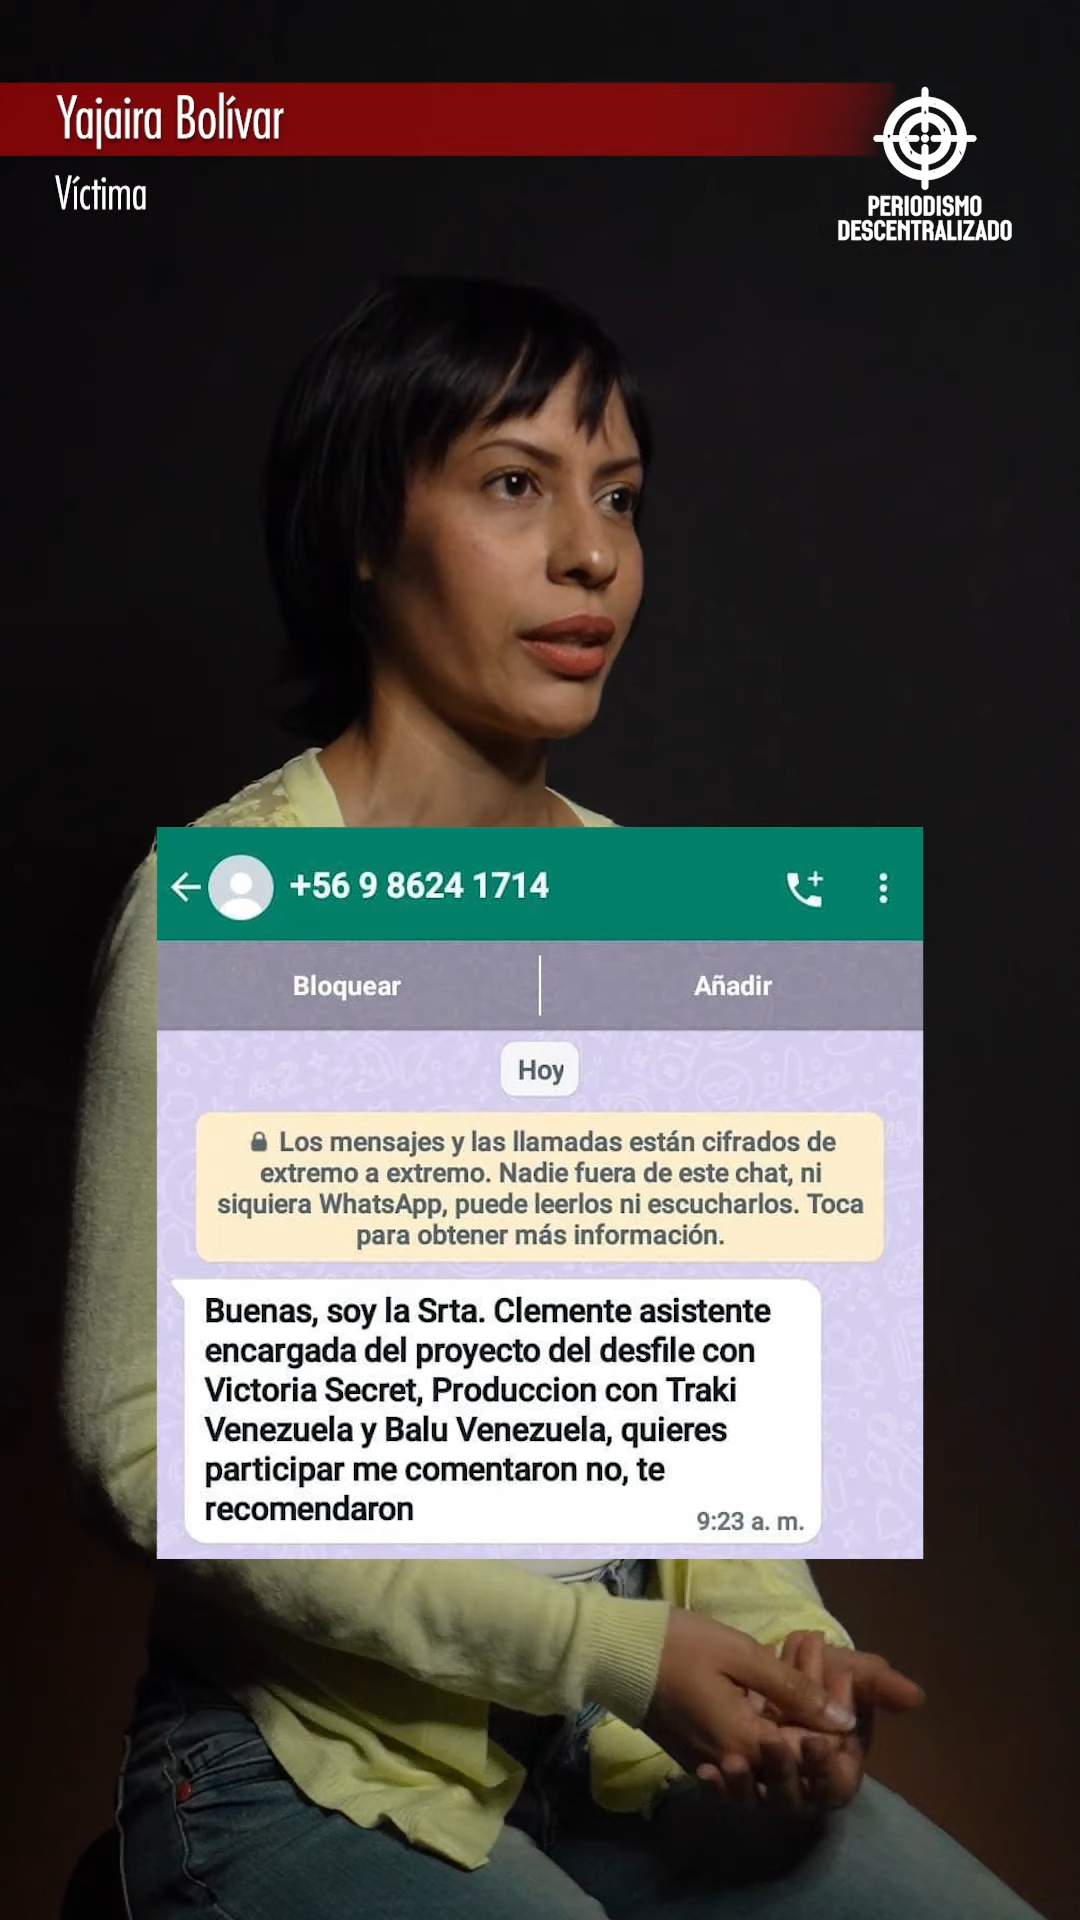 Yajaira Bolívar
Víctima
PERIODISMO
DESCENTRALIZADO
+56 9 8624 1714
Bloquear
Añadir
Hoy
Los mensajes y las llamadas están cifrados de
extremo a extremo. Nadie fuera de este chat, ni
siquiera WhatsApp, puede leerlos ni escucharlos. Toca
para obtener más información.
Buenas, soy la Srta. Clemente asistente
encargada del proyecto del desfile con
Victoria Secret, Produccion con Traki
Venezuela y Balu Venezuela, quieres
participar me comentaron no, te
recomendaron
9:23 a. m.